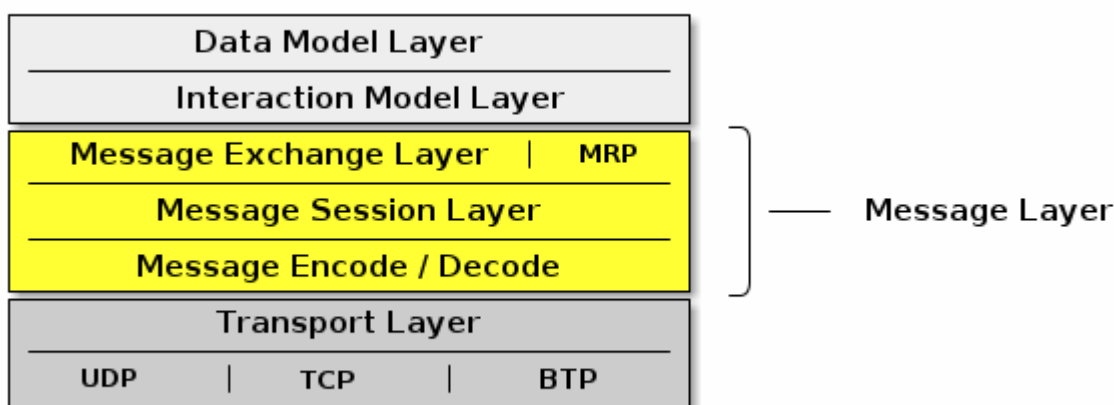 Data Model Layer
Interaction Model Layer
Message Exchange Layer | MRP
Message Session Layer
Message Layer
Message Encode / Decode
Transport Layer
UDP | TCP | BTP